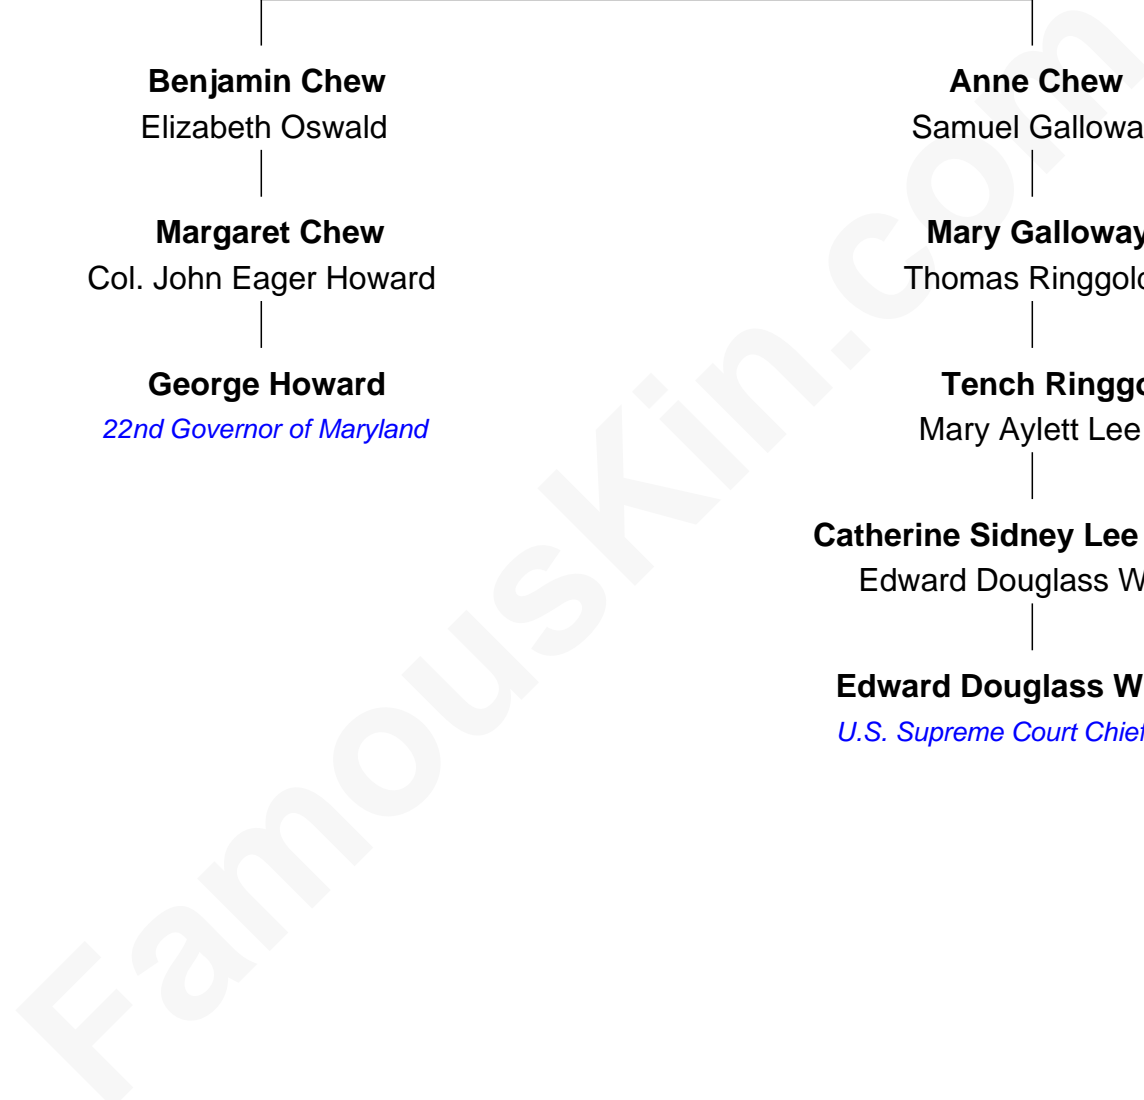 Benjamin Chew
Elizabeth Oswald
Margaret Chew
Col. John Eager Howard
George Howard
22nd Governor of Maryland
Anne Chew
Samuel Gallowa
Mary Galloway
Thomas Ringgold
Tench Ringgo
Mary Aylett Lee
Catherine Sidney Lee
Edward Douglass W
Edward Douglass W
U.S. Supreme Court Chief
FamousKin.com